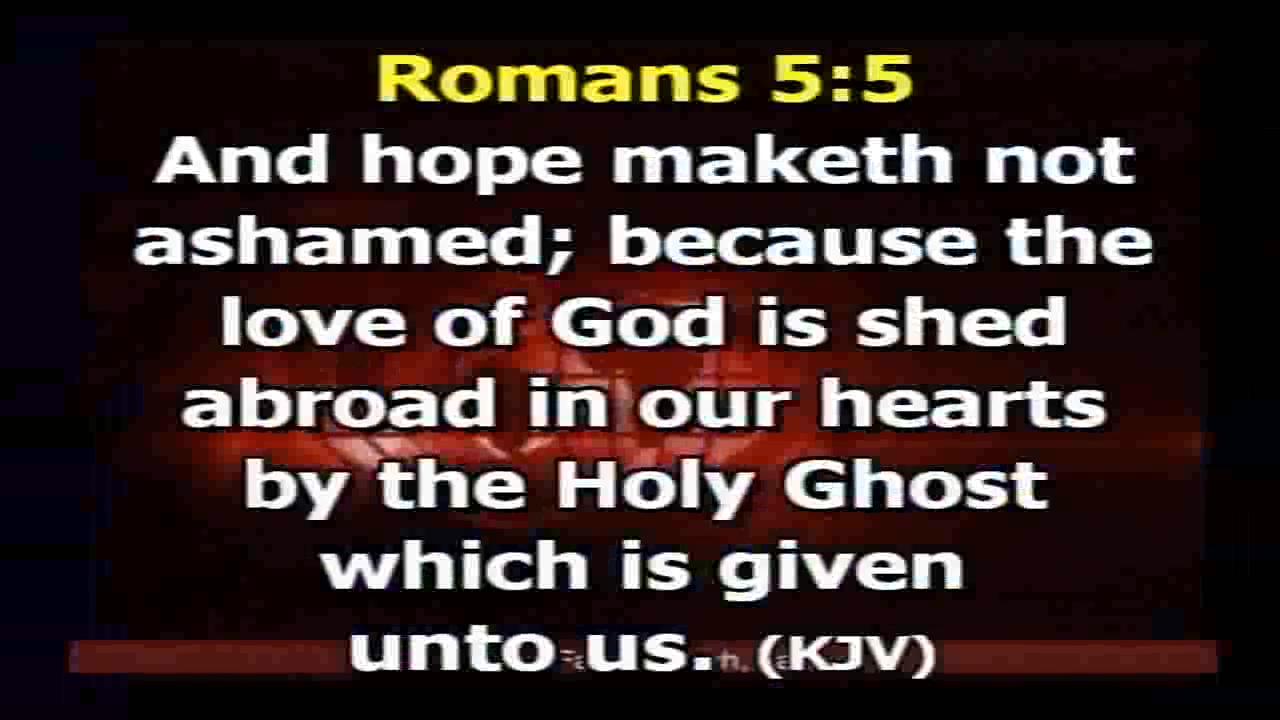 Romans 5:5
And hope maketh not
ashamed; because the
love of God is shed
abroad in our hearts
by the Holy Ghost
which is given
unto us. (KJV)